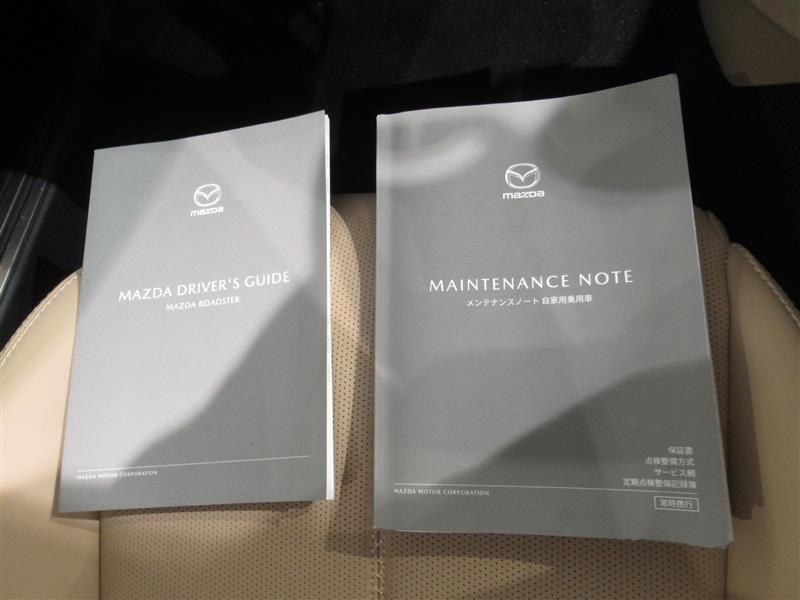 mazda
MAZDA DRIVER'S GUIDE
MAZDA ROADSTER
MAZDA MOTOR CORPORATION
mazda
MAINTENANCE NOTE
メンテナンスノート 自家用乗用車
保証書
点検整備方式
サービス網
定期点検整備記録簿
常時携行
MAZDA MOTOR CORPORATION